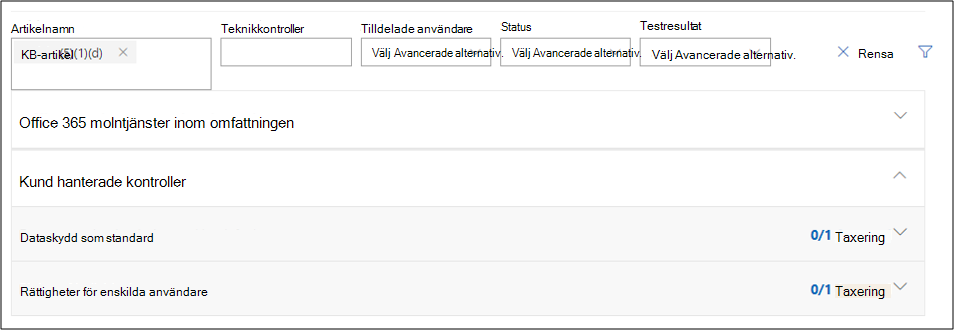 Artikelnamn Teknikkontroller Tilldelade användare Status Testresultat
KB-artikel (5)(1)(d) Välj Avancerade alternativ. Välj Avancerade alternativ. Välj Avancerade alternativ. Rensa
Office 365 molntjänster inom omfattningen
Kund hanterade kontroller
Dataskydd som standard 0/1 Taxering
Rättigheter för enskilda användare 0/1 Taxering